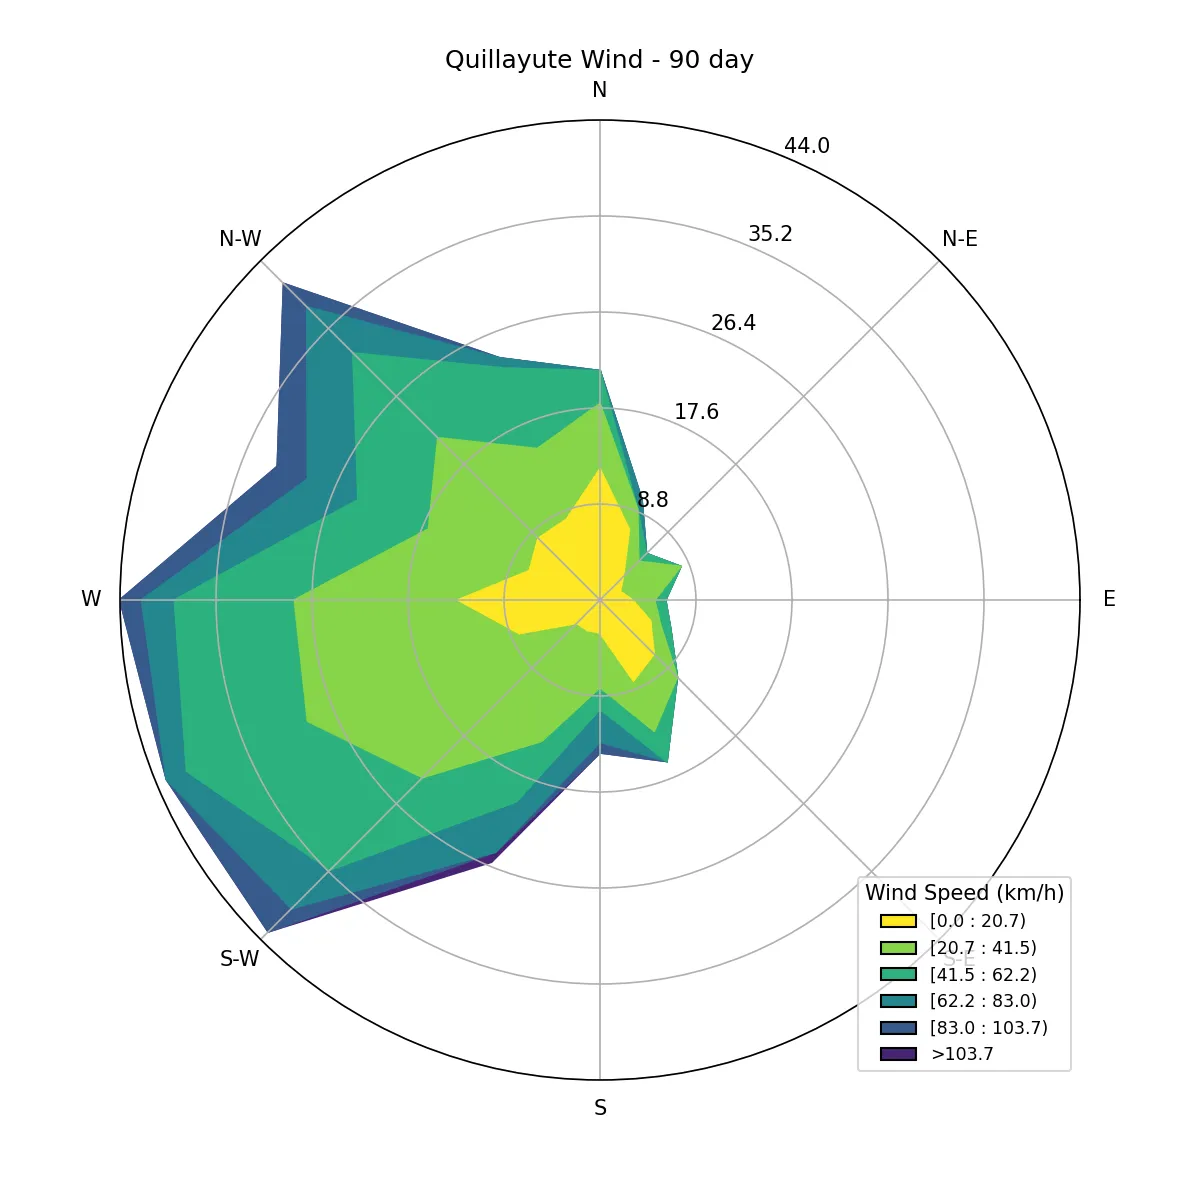 Quillayute Wind - 90 day
N
44.0
35.2
N-W
N-E
26.4
17.6
8.8
W
E
Wind Speed (km/h)
[0.0 : 20.7)
[20.7 : 41.5)
S-W
S-E
[41.5 : 62.2)
[62.2 : 83.0)
[83.0 : 103.7)
>103.7
S